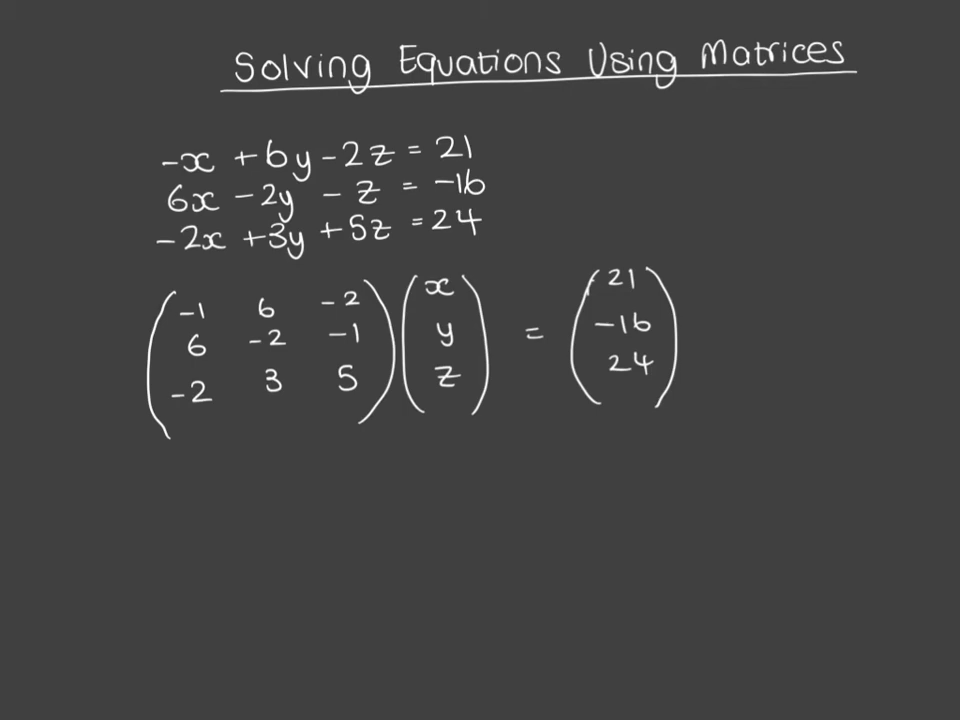 Solving Equations Using Matrices
-x + 6y - 2z = 21
6x - 2y - z = -16
-2x + 3y + 5z = 24
-1 6 -2 x 21
6 -2 -1 y = -16
-2 3 5 z 24